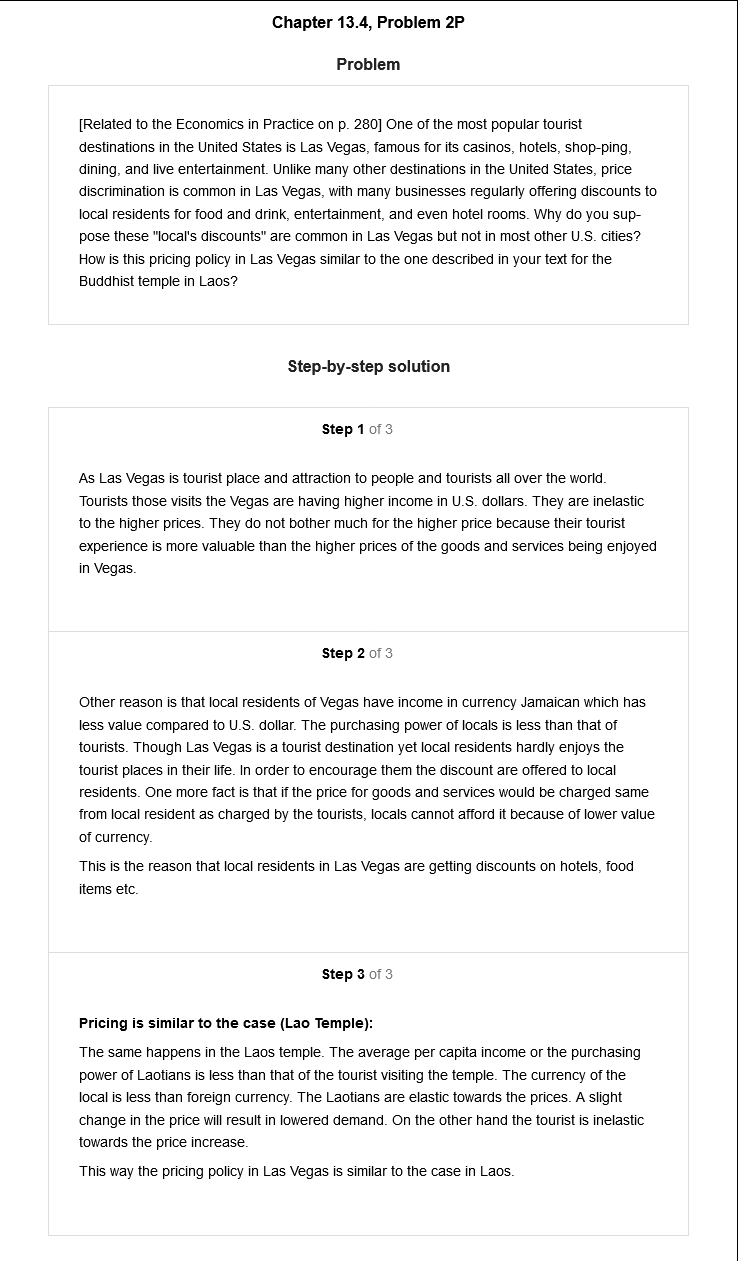 Chapter 13.4, Problem 2P
Problem
[Related to the Economics in Practice on p. 280] One of the most popular tourist
destinations in the United States is Las Vegas, famous for its casinos, hotels, shop-ping,
dining, and live entertainment. Unlike many other destinations in the United States, price
discrimination is common in Las Vegas, with many businesses regularly offering discounts to
local residents for food and drink, entertainment, and even hotel rooms. Why do you sup-
pose these "local's discounts" are common in Las Vegas but not in most other U.S. cities?
How is this pricing policy in Las Vegas similar to the one described in your text for the
Buddhist temple in Laos?
Step-by-step solution
Step 1 of 3
As Las Vegas is tourist place and attraction to people and tourists all over the world.
Tourists those visits the Vegas are having higher income in U.S. dollars. They are inelastic
to the higher prices. They do not bother much for the higher price because their tourist
experience is more valuable than the higher prices of the goods and services being enjoyed
in Vegas.
Step 2 of 3
Other reason is that local residents of Vegas have income in currency Jamaican which has
less value compared to U.S. dollar. The purchasing power of locals is less than that of
tourists. Though Las Vegas is a tourist destination yet local residents hardly enjoys the
tourist places in their life. In order to encourage them the discount are offered to local
residents. One more fact is that if the price for goods and services would be charged same
from local resident as charged by the tourists, locals cannot afford it because of lower value
of currency.
This is the reason that local residents in Las Vegas are getting discounts on hotels, food
items etc.
Step 3 of 3
Pricing is similar to the case (Lao Temple):
The same happens in the Laos temple. The average per capita income or the purchasing
power of Laotians is less than that of the tourist visiting the temple. The currency of the
local is less than foreign currency. The Laotians are elastic towards the prices. A slight
change in the price will result in lowered demand. On the other hand the tourist is inelastic
towards the price increase.
This way the pricing policy in Las Vegas is similar to the case in Laos.